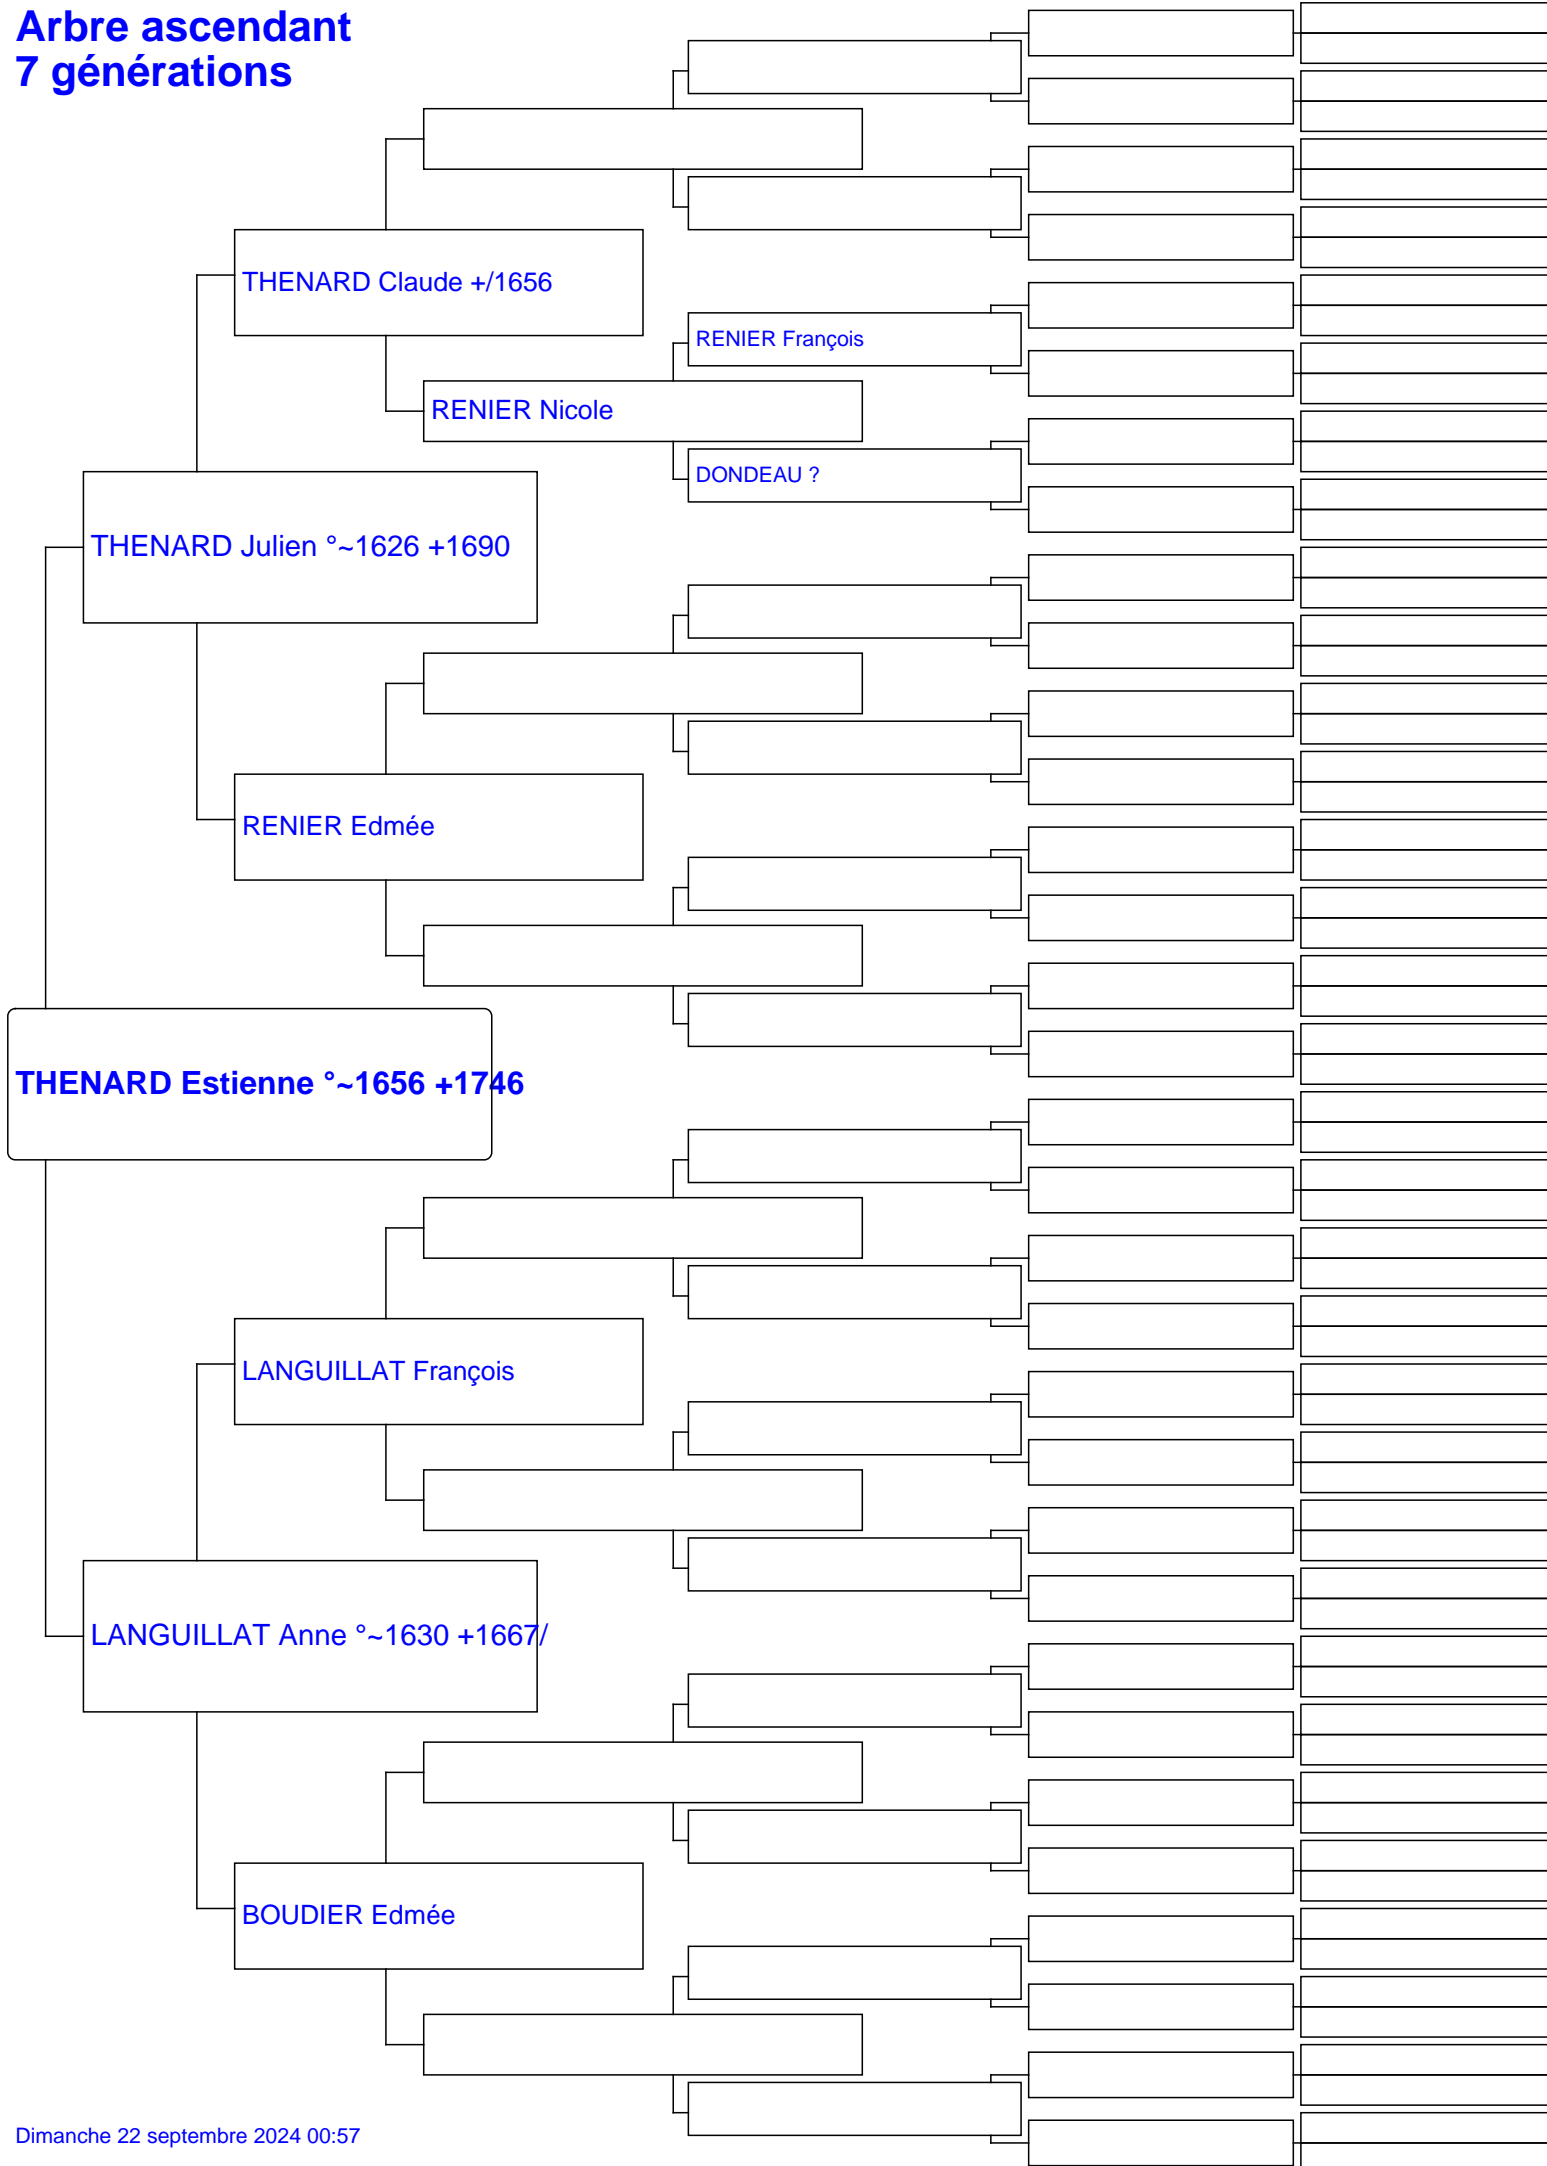 Arbre ascendant
7 générations
THENARD Claude +/1656
RENIER François
RENIER Nicole
DONDEAU ?
THENARD Julien °~1626 +1690
RENIER Edmée
THENARD Estienne °~1656 +1746
LANGUILLAT François
LANGUILLAT Anne °~1630 +1667/
BOUDIER Edmée
Dimanche 22 septembre 2024 00:57